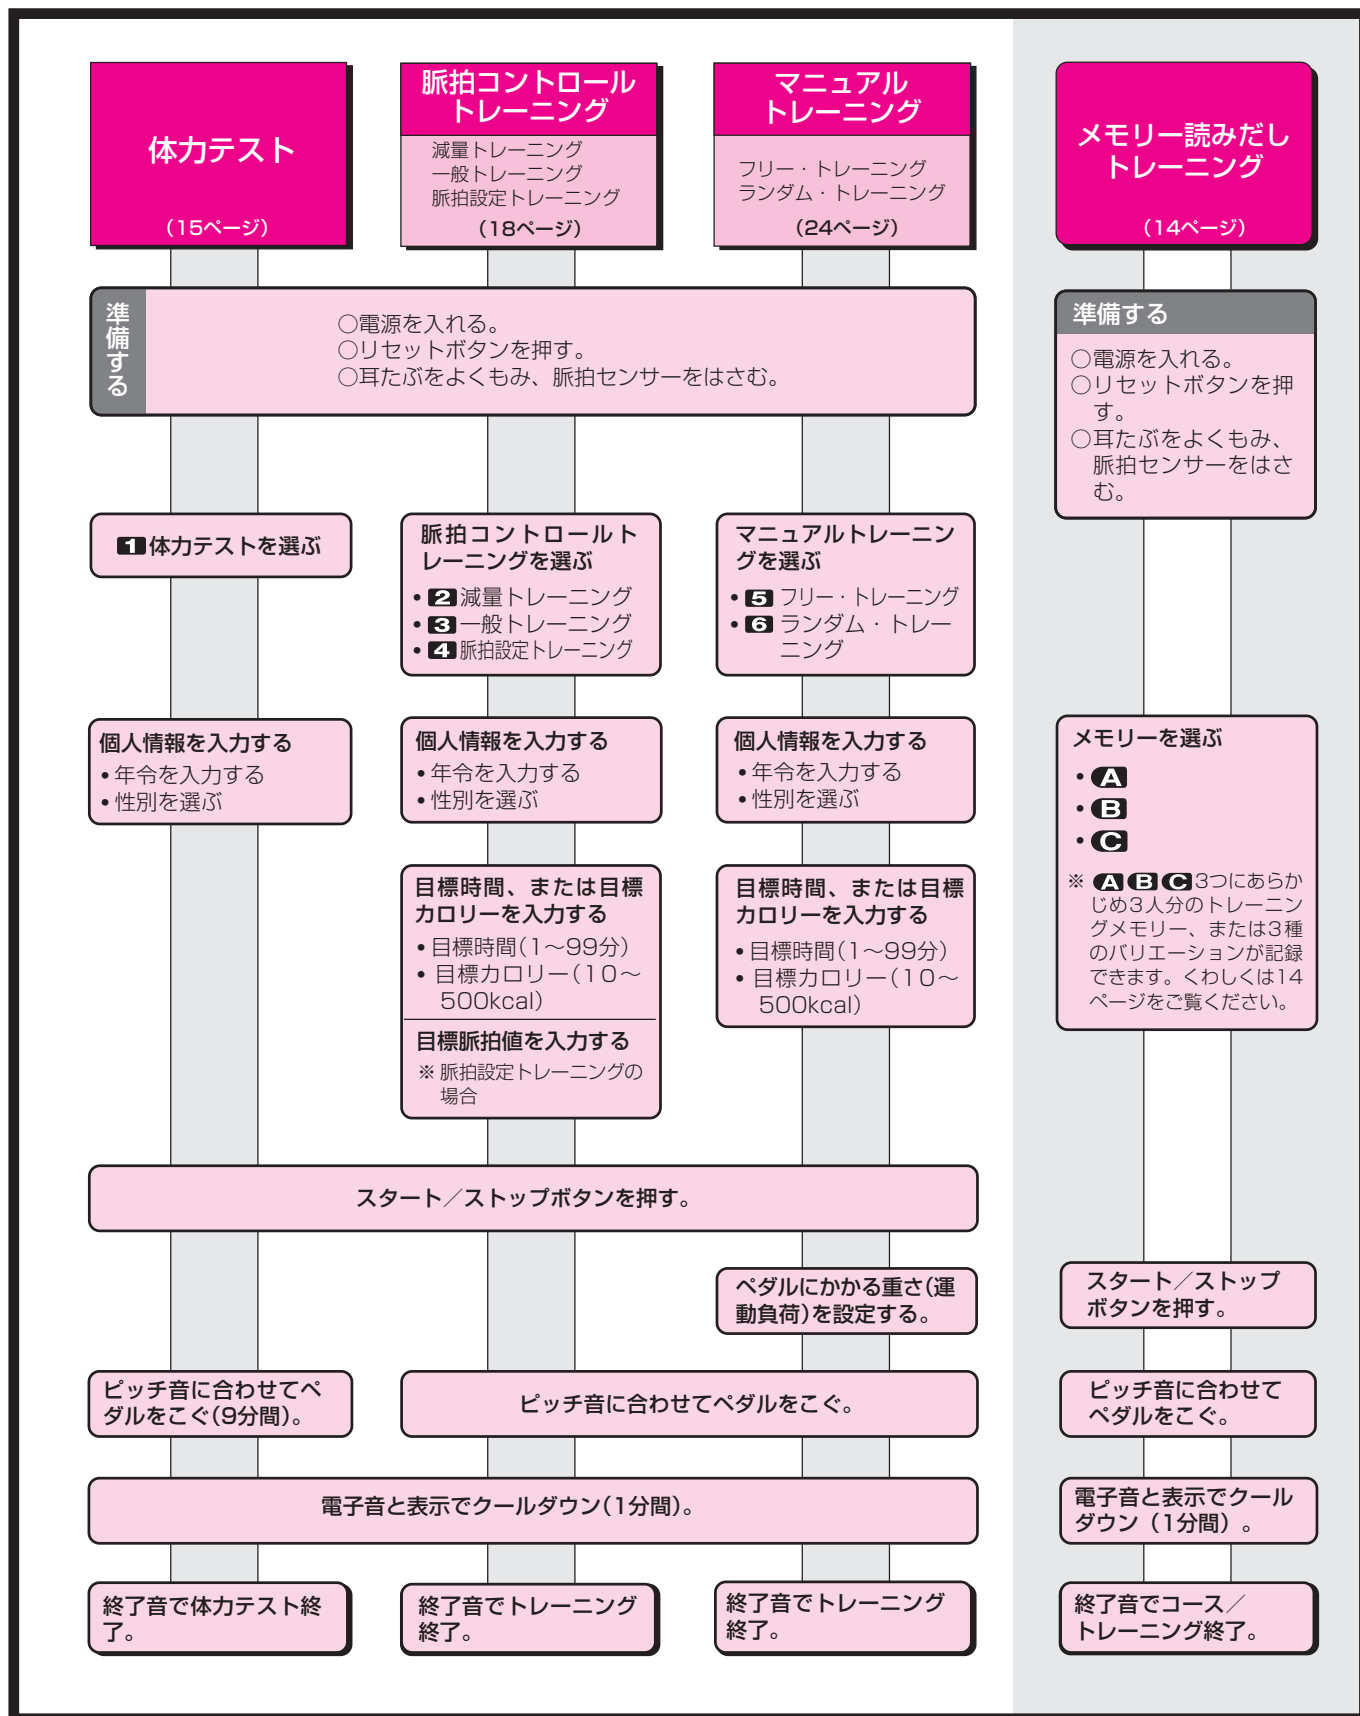 体力テスト
(15ページ)
脈拍コントロール
トレーニング
減量トレーニング
一般トレーニング
脈拍設定トレーニング
(18ページ)
マニュアル
トレーニング
フリー・トレーニング
ランダム・トレーニング
(24ページ)
メモリー読みだし
トレーニング
(14ページ)
準備する
○電源を入れる。
○リセットボタンを押す。
○耳たぶをよくもみ、脈拍センサーをはさむ。
準備する
○電源を入れる。
○リセットボタンを押
す。
○耳たぶをよくもみ、
脈拍センサーをはさ
む。
1体力テストを選ぶ
脈拍コントロールト
レーニングを選ぶ
• 2 減量トレーニング
• 3 一般トレーニング
• 4 脈拍設定トレーニング
マニュアルトレーニン
グを選ぶ
• 5 フリー・トレーニング
• 6 ランダム・トレー
ニング
個人情報を入力する
• 年令を入力する
• 性別を選ぶ
個人情報を入力する
• 年令を入力する
• 性別を選ぶ
個人情報を入力する
• 年令を入力する
• 性別を選ぶ
メモリーを選ぶ
• A
• B
• C
※ A B C 3つにあらか
じめ3人分のトレーニン
グメモリー、または3種
のバリエーションが記録
できます。くわしくは14
ページをご覧ください。
目標時間、または目標
カロリーを入力する
• 目標時間(1〜99分)
• 目標カロリー(10〜
500kcal)
目標脈拍値を入力する
※ 脈拍設定トレーニングの
場合
目標時間、または目標
カロリーを入力する
• 目標時間(1〜99分)
• 目標カロリー(10〜
500kcal)
スタート/ストップボタンを押す。
ペダルにかかる重さ(運
動負荷)を設定する。
スタート/ストップ
ボタンを押す。
ピッチ音に合わせてペ
ダルをこぐ(9分間)。
ピッチ音に合わせてペダルをこぐ。
ピッチ音に合わせて
ペダルをこぐ。
電子音と表示でクールダウン(1分間)。
電子音と表示でクール
ダウン(1分間)。
終了音で体力テスト終
了。
終了音でトレーニング
終了。
終了音でトレーニング
終了。
終了音でコース/
トレーニング終了。